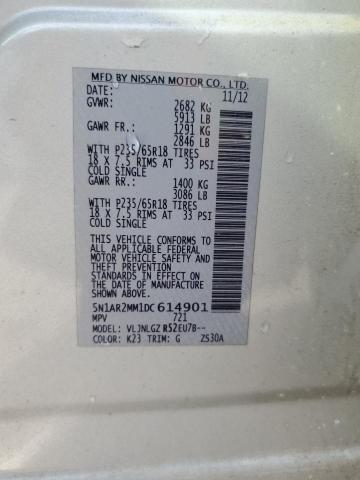 MFD BY NISSAN MOTOR CO., LTD.
DATE: 11/12
GVWR: 2682 KG
5913 LB
GAWR FR.: 1291 KG
2846 LB
WITH P235/65R18 TIRES
18 X 7.5 RIMS AT 33 PSI
COLD SINGLE
GAWR RR.: 1400 KG
3086 LB
WITH P235/65R18 TIRES
18 X 7.5 RIMS AT 33 PSI
COLD SINGLE
THIS VEHICLE CONFORMS TO
ALL APPLICABLE FEDERAL
MOTOR VEHICLE SAFETY AND
THEFT PREVENTION
STANDARDS IN EFFECT ON THE
DATE OF MANUFACTURE
SHOWN ABOVE.
5N1AR2MM1DC614901
MPV 721
MODEL: VLJNLGZ R52EU7B--
COLOR: K23 TRIM: G ZS30A